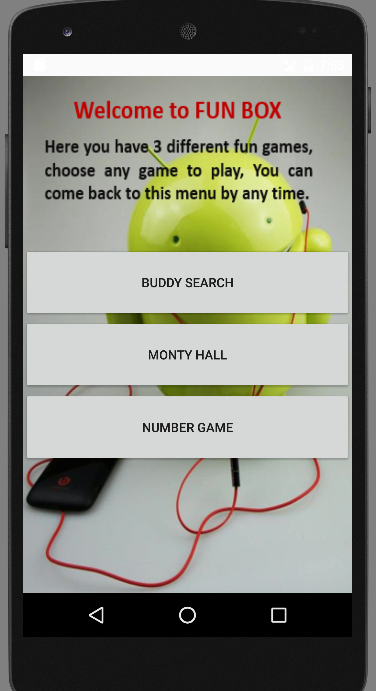 Welcome to FUN BOX
Here you have 3 different fun games,
choose any game to play, You can
come back to this menu by any time.
BUDDY SEARCH
MONTY HALL
NUMBER GAME